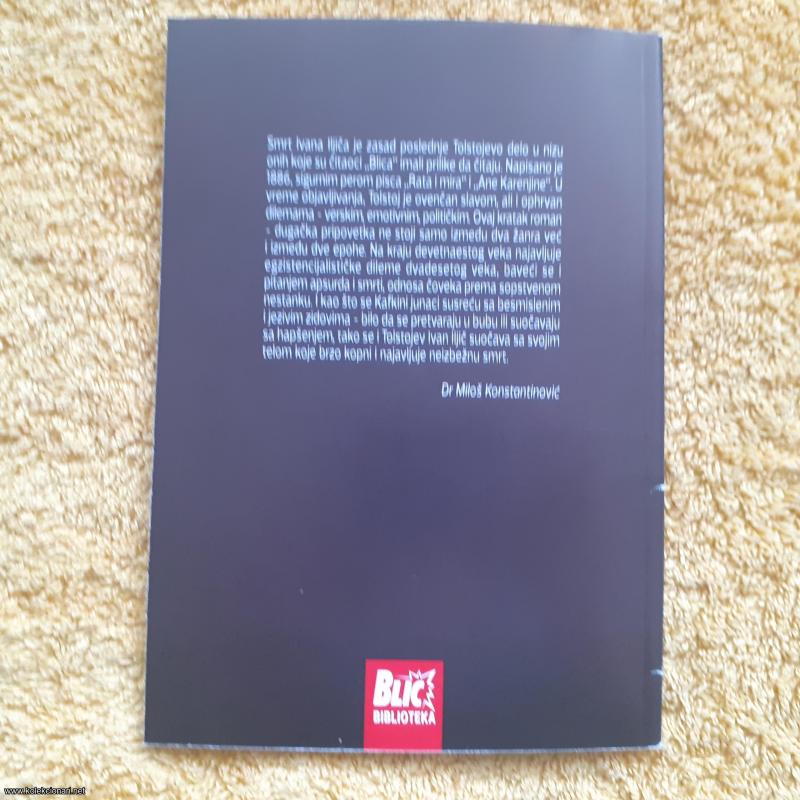 Smrt Ivana Iljiča je zasad poslednje Tolstojevo delo u nizu
onih koje su čitaoci „Blica" imali prilike da čitaju. Napisano je
1886, sigurnim perom pisca „Rata i mira" i „Ane Karenjine". U
vreme objavljivanja, Tolstoj je ovenčan slavom, ali i ophrvan
dilemama - verskim, emotivnim, političkim. Ovaj kratak roman
- dugačka pripovetka ne stoji samo između dva žanra već
i između dve epohe. Na kraju devetnaestog veka najavljuje
egzistencijalističke dileme dvadesetog veka, baveći se i
pitanjem apsurda i smrti, odnosa čoveka prema sopstvenom
nestanku. I kao što se Kafkini junaci susreću sa besmislenim
i jezivim zidovima - bilo da se pretvaraju u bubu ili suočavaju
sa hapšenjem, tako se i Tolstojev Ivan Iljič suočava sa svojim
telom koje brzo kopni i najavljuje neizbežnu smrt.
Dr Miloš Konstantinović
BLIC
BIBLIOTEKA
www.kolekcionari.net